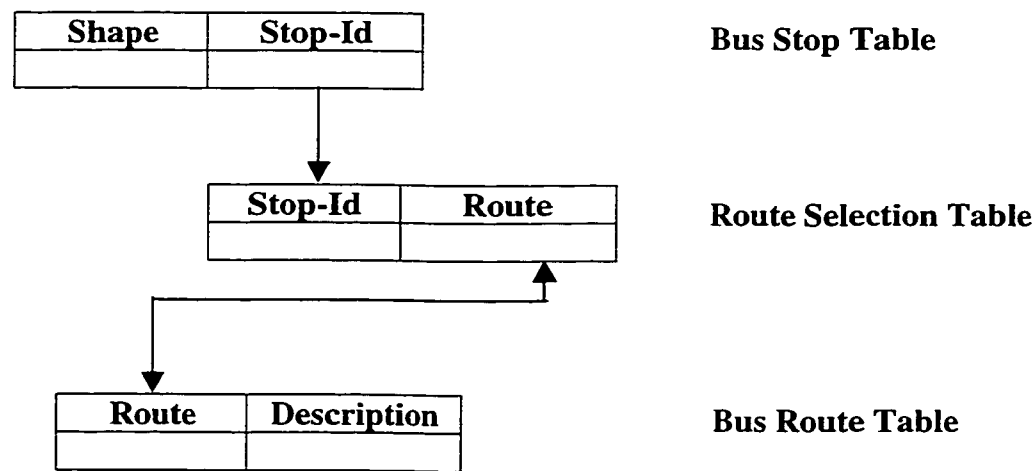 Shape Stop-Id Bus Stop Table
Stop-Id Route Route Selection Table
Route Description Bus Route Table